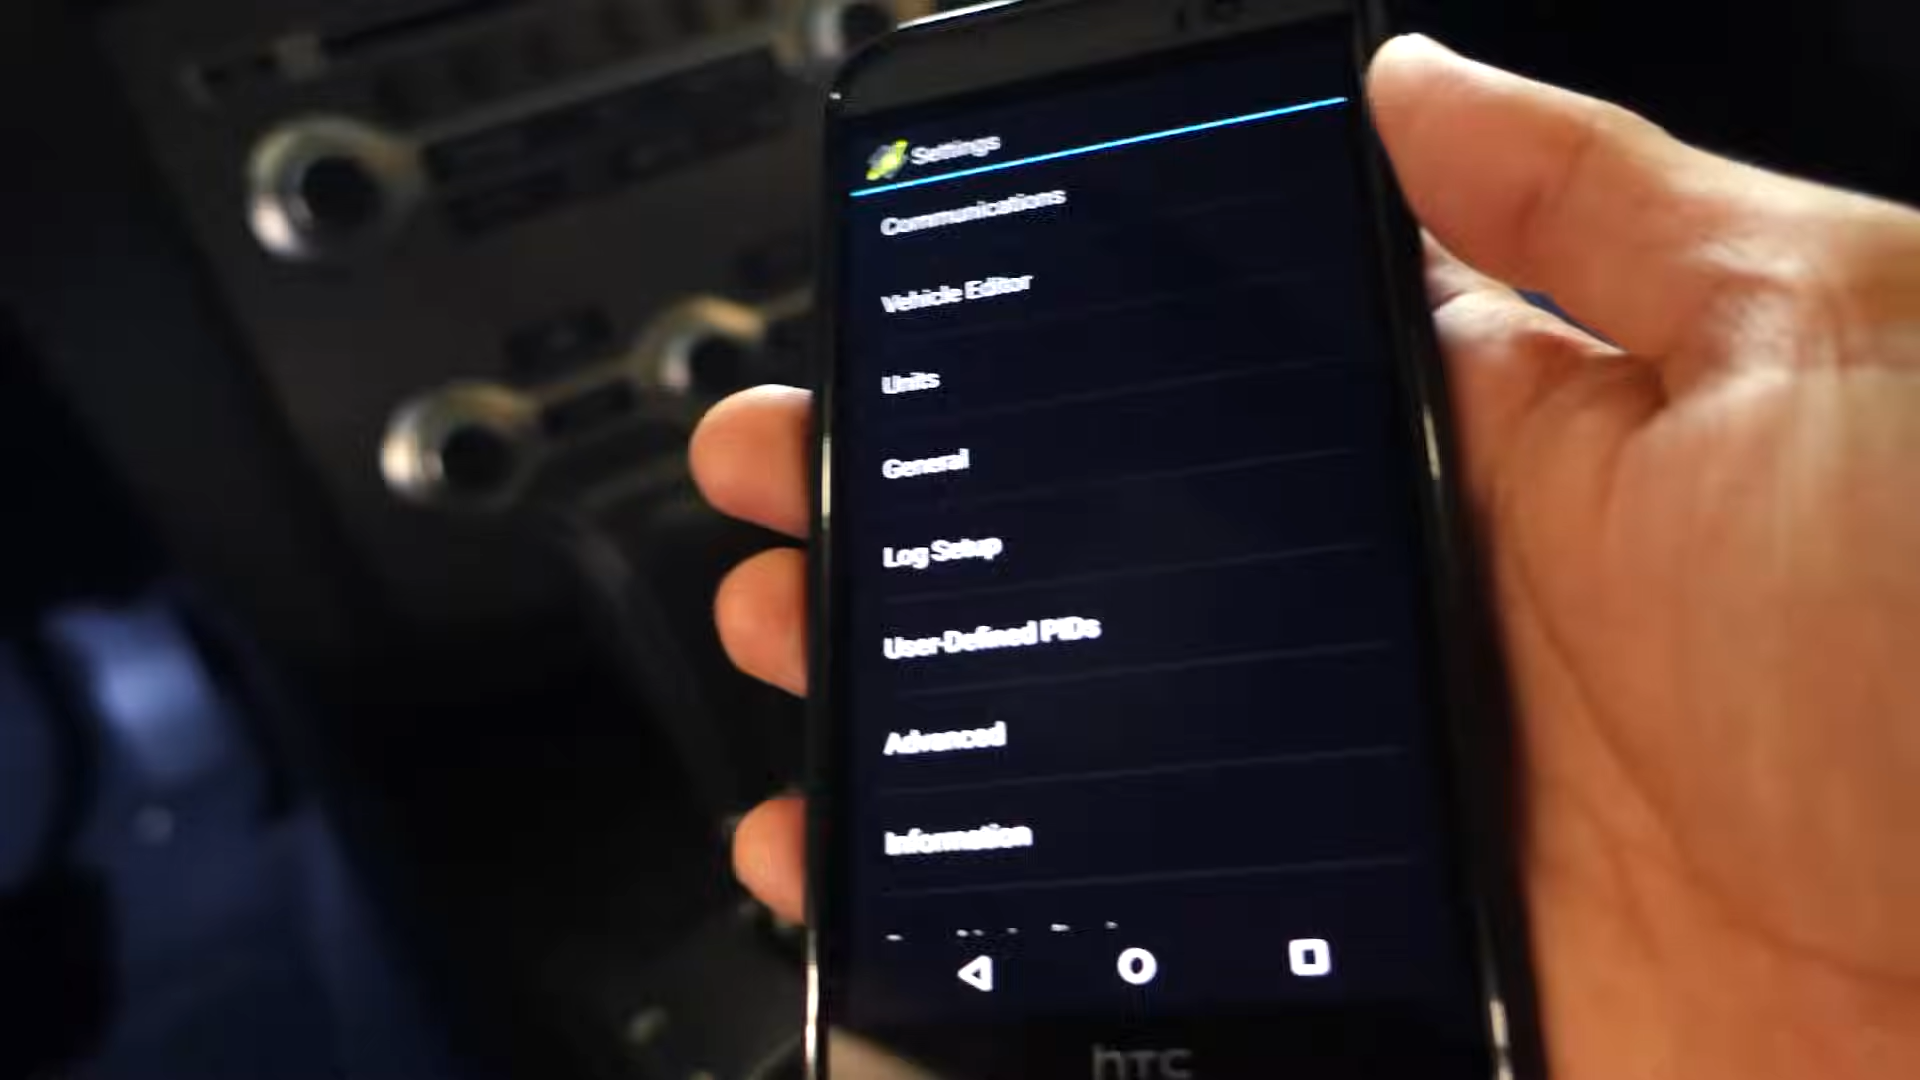 Settings
Communications
Vehicle Editor
Units
General
Log Setup
User-Defined PIDs
Advanced
Information
hTC